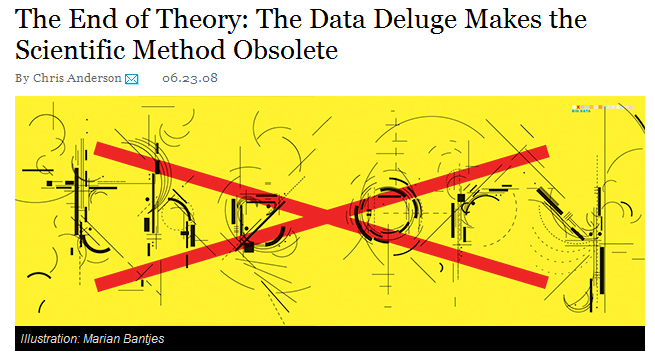 The End of Theory: The Data Deluge Makes the
Scientific Method Obsolete
By Chris Anderson 06.23.08
theory
Illustration: Marian Bantjes